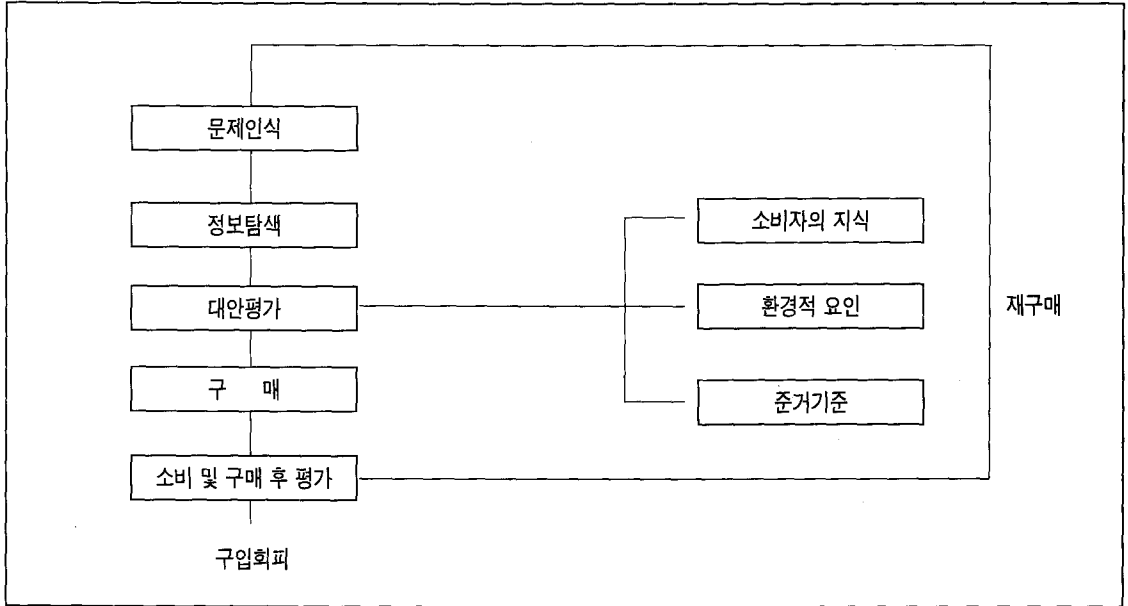 문제인식
정보탐색
대안평가
구 매
소비 및 구매 후 평가
구입회피
소비자의 지식
환경적 요인
준거기준
재구매